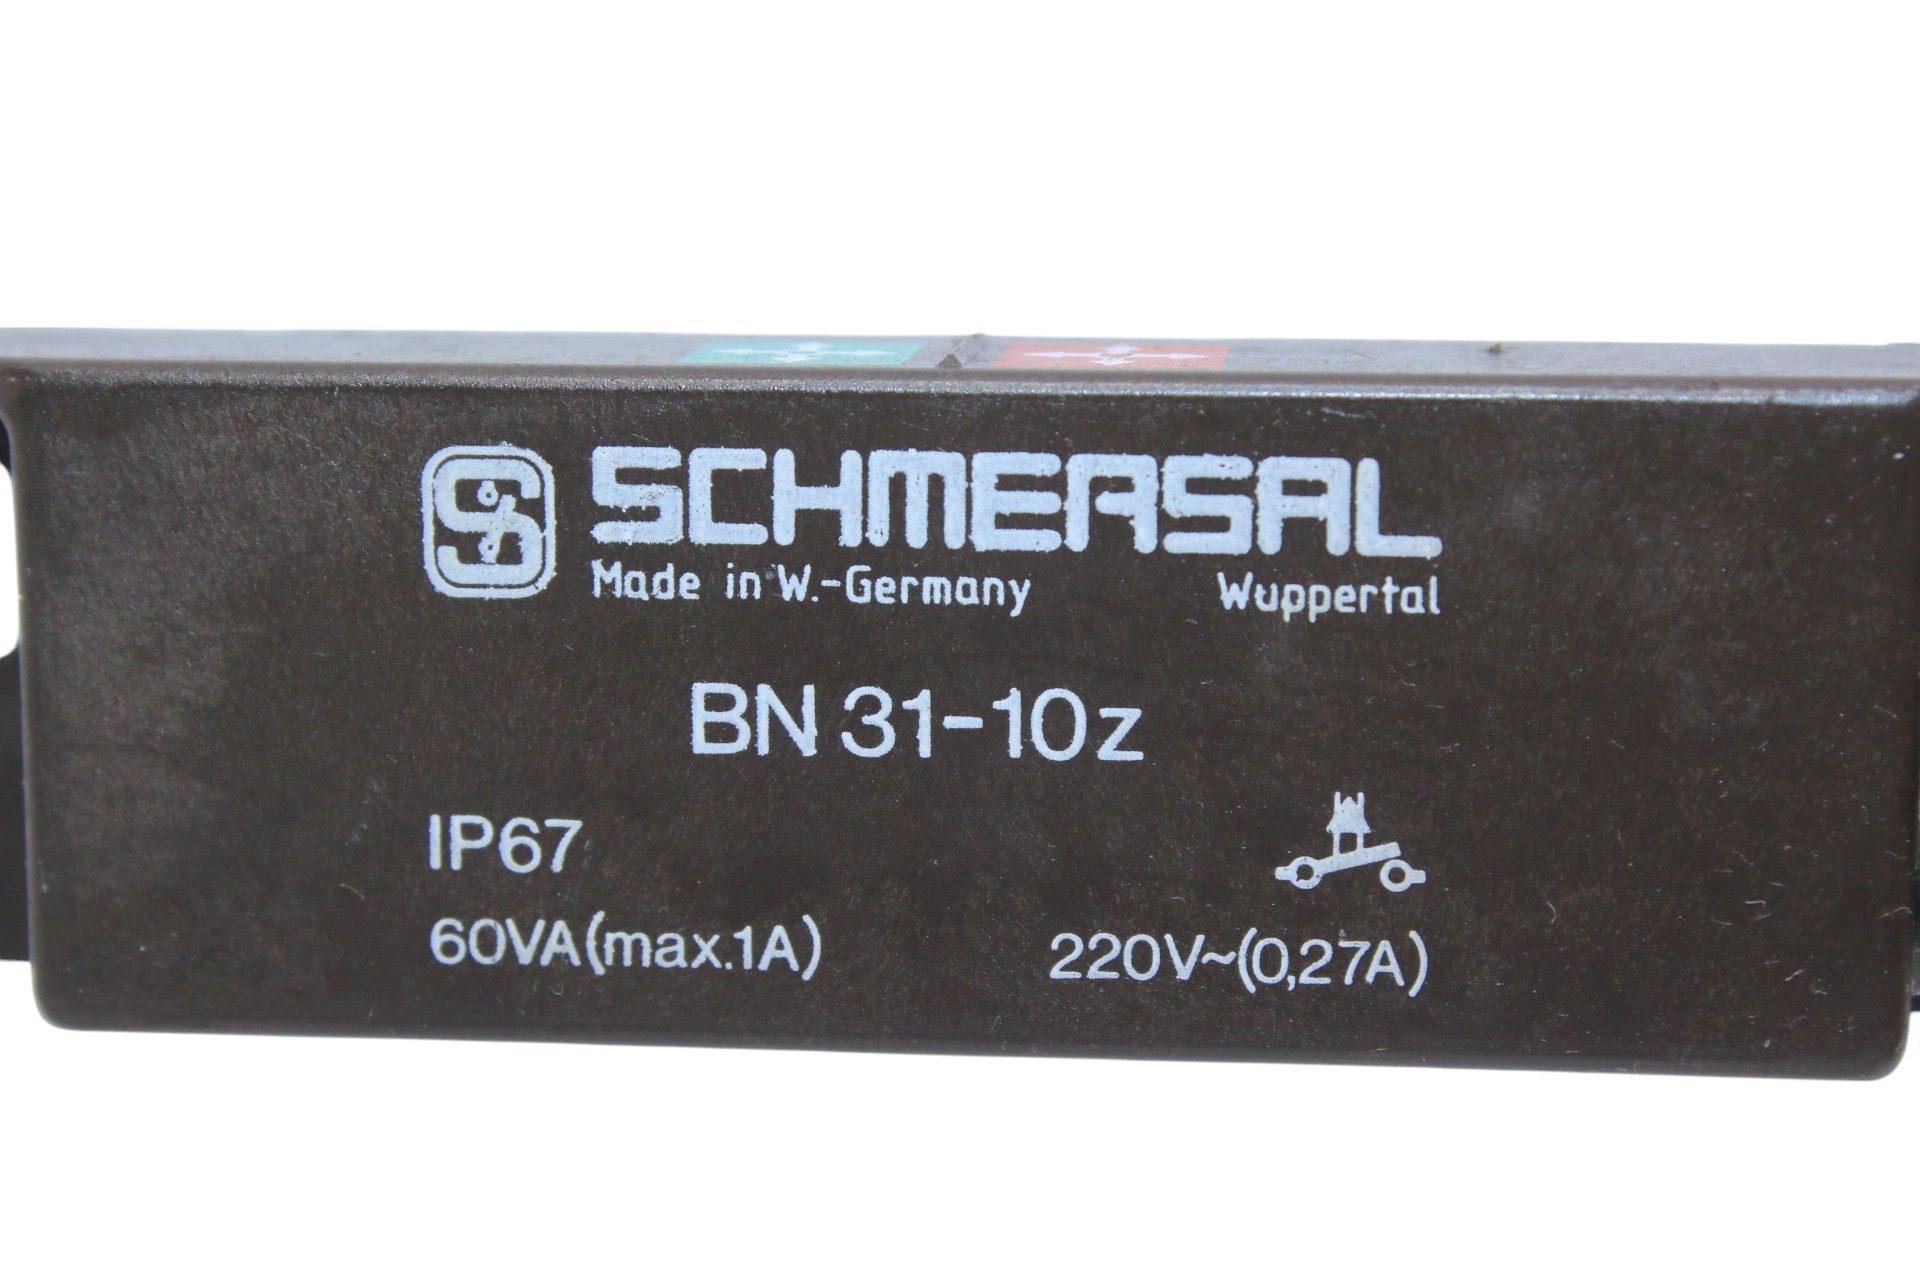 SCHMERSAL
Made in W.-Germany Wuppertal
BN 31-10z
IP67
60VA(max.1A) 220V~(0,27A)